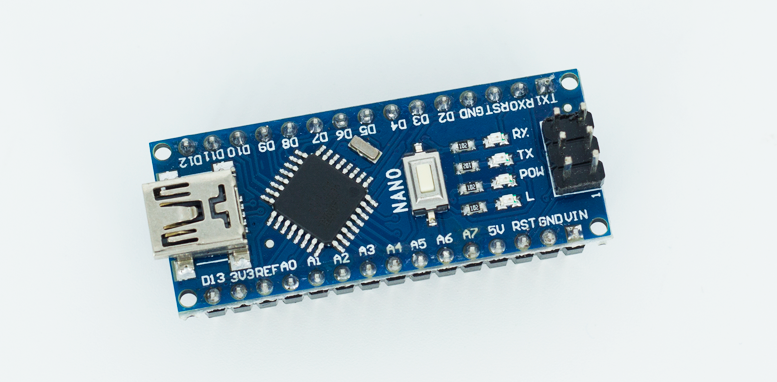 D12 D11 D10 D9 D8 D7 D6 D5 D4 D3 D2 GND RST RX0 TX1
RX
TX
POW
L
NANO
1
D13 3V3 REF A0 A1 A2 A3 A4 A5 A6 A7 5V RST GND VIN